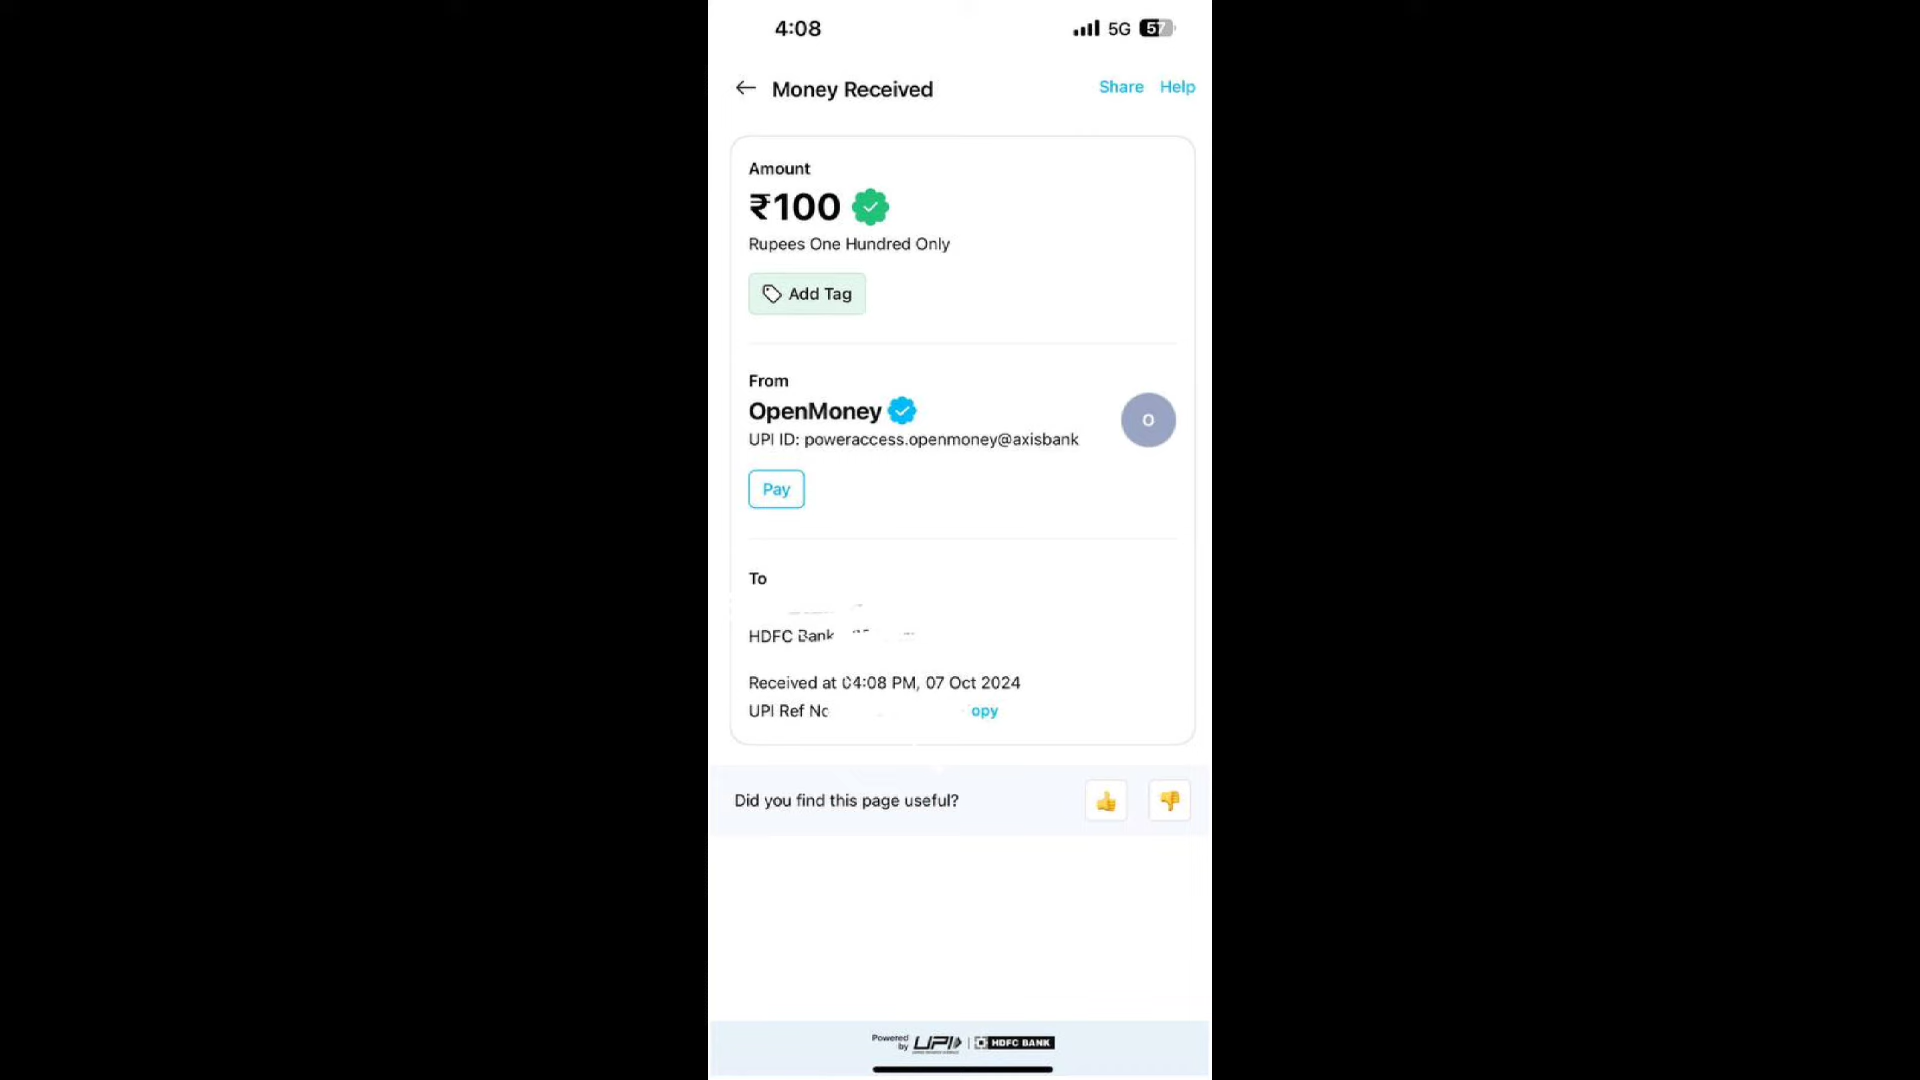 4:08 5G 57
Money Received Share Help
Amount
₹100
Rupees One Hundred Only
Add Tag
From
OpenMoney
UPI ID: poweraccess.openmoney@axisbank
O
Pay
To
HDFC Bank
Received at 04:08 PM, 07 Oct 2024
UPI Ref No opy
Did you find this page useful?
Powered by UPI | HDFC BANK